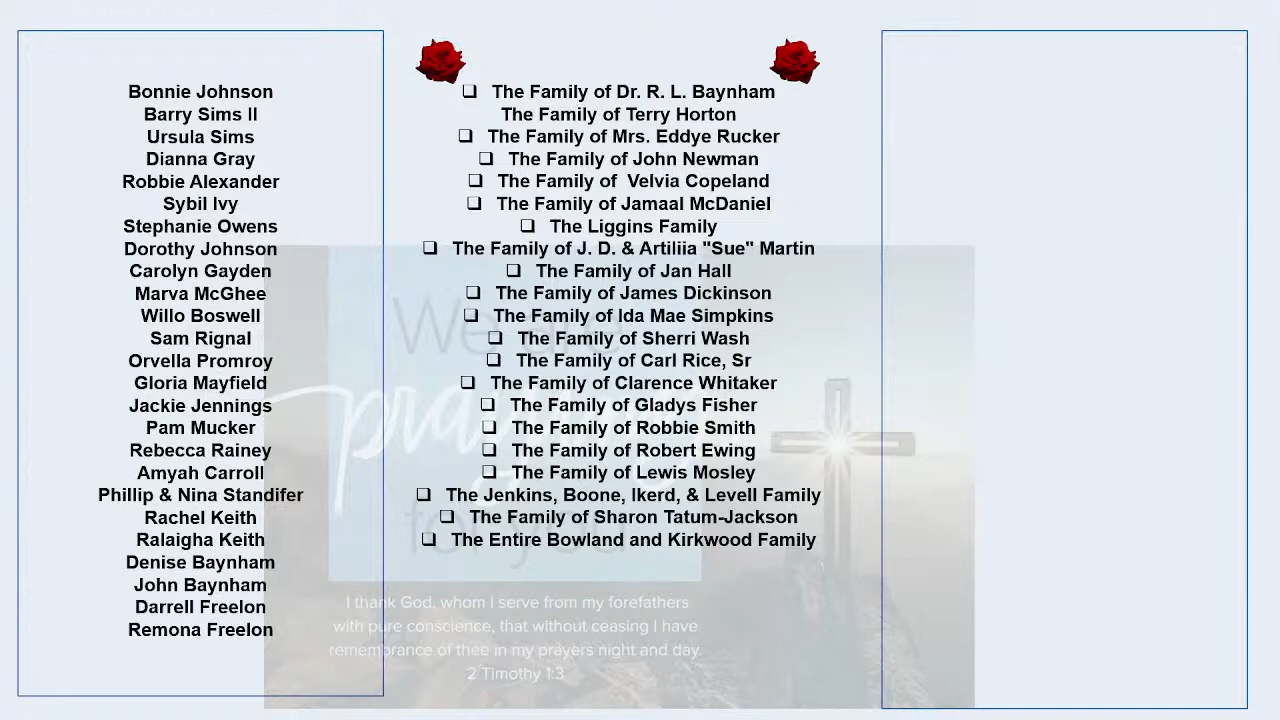 Bonnie Johnson
Barry Sims II
Ursula Sims
Dianna Gray
Robbie Alexander
Sybil Ivy
Stephanie Owens
Dorothy Johnson
Carolyn Gayden
Marva McGhee
Willo Boswell
Sam Rignal
Orvella Promroy
Gloria Mayfield
Jackie Jennings
Pam Mucker
Rebecca Rainey
Amyah Carroll
Phillip & Nina Standifer
Rachel Keith
Ralaigha Keith
Denise Baynham
John Baynham
Darrell Freelon
Remona Freelon
❑ The Family of Dr. R. L. Baynham
The Family of Terry Horton
❑ The Family of Mrs. Eddye Rucker
❑ The Family of John Newman
❑ The Family of  Velvia Copeland
❑ The Family of Jamaal McDaniel
❑ The Liggins Family
❑ The Family of J. D. & Artiliia "Sue" Martin
❑ The Family of Jan Hall
❑ The Family of James Dickinson
❑ The Family of Ida Mae Simpkins
❑ The Family of Sherri Wash
❑ The Family of Carl Rice, Sr
❑ The Family of Clarence Whitaker
❑ The Family of Gladys Fisher
❑ The Family of Robbie Smith
❑ The Family of Robert Ewing
❑ The Family of Lewis Mosley
❑ The Jenkins, Boone, Ikerd, & Levell Family
❑ The Family of Sharon Tatum-Jackson
❑ The Entire Bowland and Kirkwood Family
We are
praying
for you
I thank God, whom I serve from my forefathers
with pure conscience, that without ceasing I have
remembrance of thee in my prayers night and day.
2 Timothy 1:3